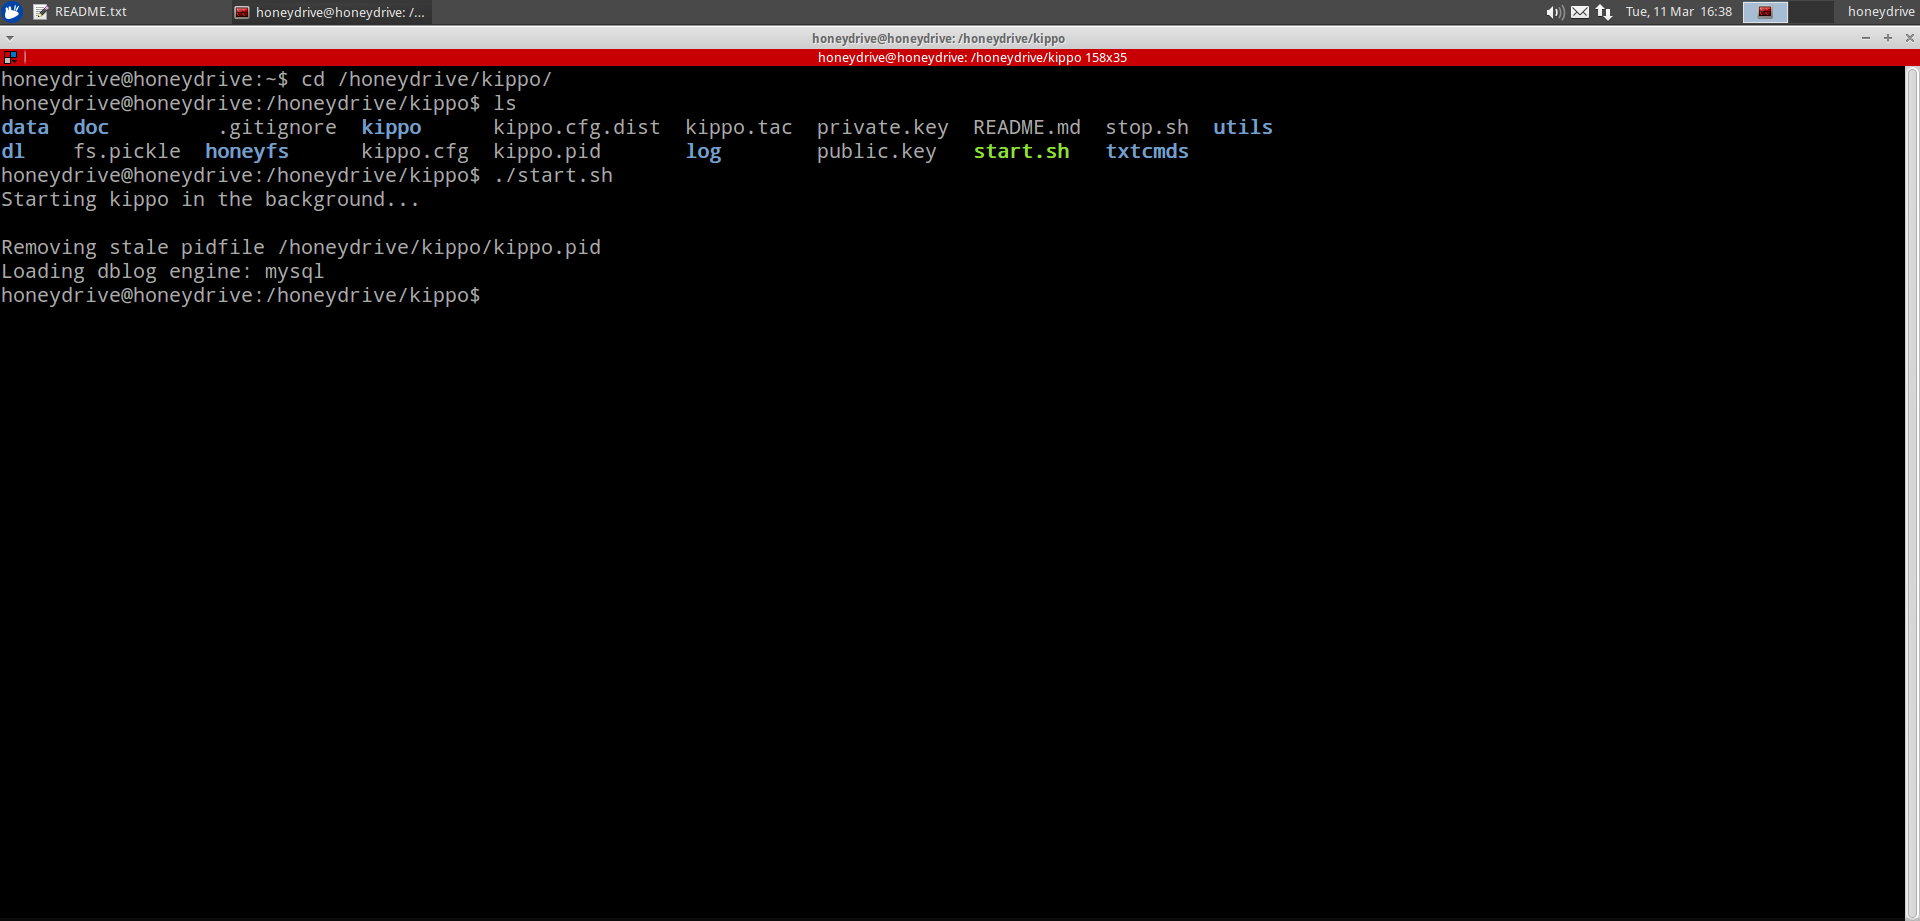 README.txt honeydrive@honeydrive: /... Tue, 11 Mar 16:38 honeydrive
honeydrive@honeydrive: /honeydrive/kippo
honeydrive@honeydrive: /honeydrive/kippo 158x35
honeydrive@honeydrive:~$ cd /honeydrive/kippo/
honeydrive@honeydrive:/honeydrive/kippo$ ls
data doc .gitignore kippo kippo.cfg.dist kippo.tac private.key README.md stop.sh utils
dl fs.pickle honeyfs kippo.cfg kippo.pid log public.key start.sh txtcmds
honeydrive@honeydrive:/honeydrive/kippo$ ./start.sh
Starting kippo in the background...
Removing stale pidfile /honeydrive/kippo/kippo.pid
Loading dblog engine: mysql
honeydrive@honeydrive:/honeydrive/kippo$